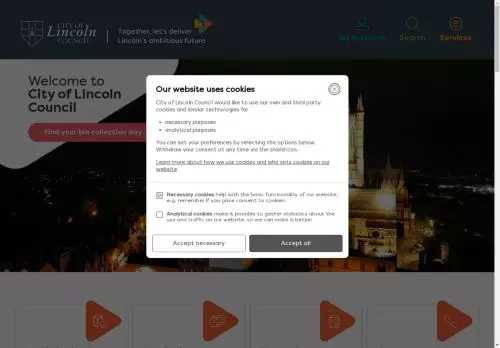 CITY OF
Lincoln
COUNCIL
Together, let's deliver
Lincoln's ambitious future
My Account
Search
Services
Welcome to
City of Lincoln
Council
Find your bin collection day
Our website uses cookies
City of Lincoln Council would like to use our own and third party
cookies and similar technologies for
necessary purposes
analytical purposes
You can set your preferences by selecting the options below.
Withdraw your consent at any time via the shield icon.
Learn more about how we use cookies and who sets cookies on our
website
Necessary cookies help with the basic functionality of our website,
e.g. remember if you gave consent to cookies.
Analytical cookies make it possible to gather statistics about the
use and traffic on our website, so we can make it better.
Accept necessary
Accept all